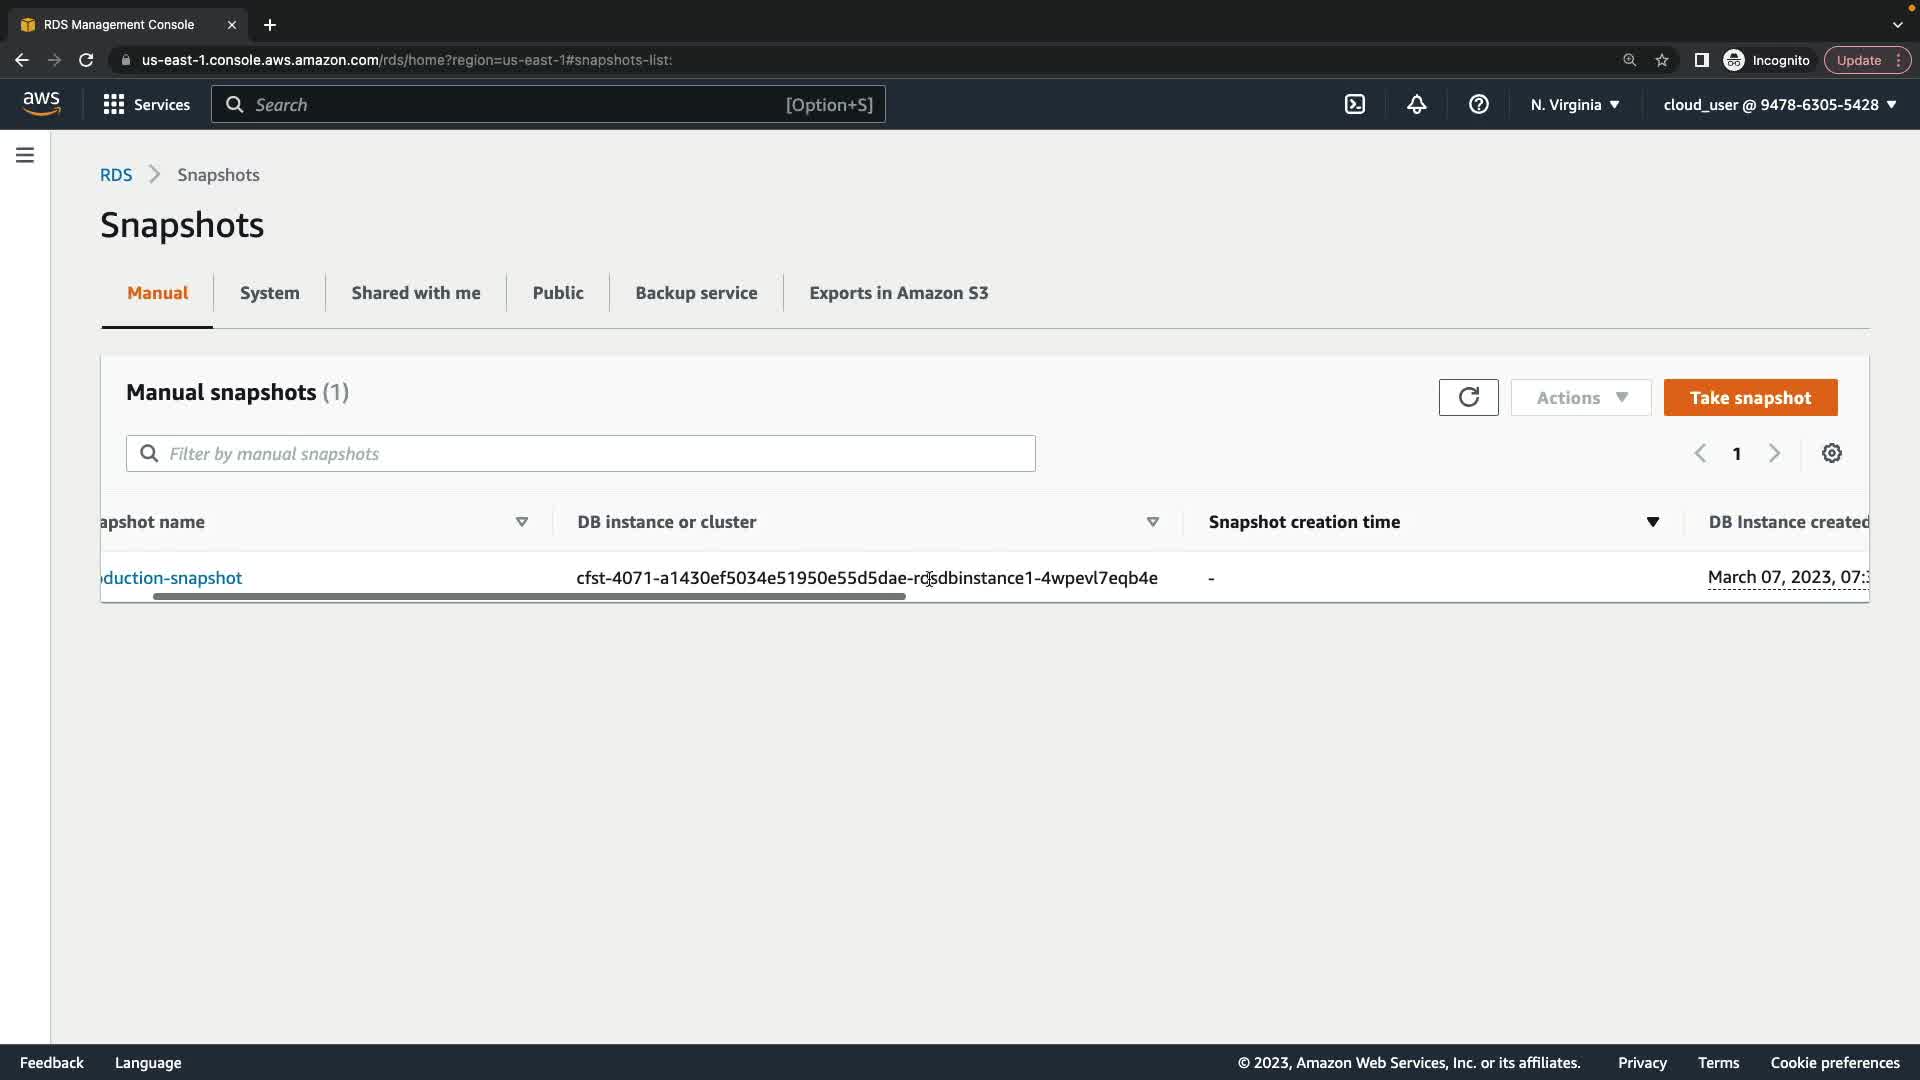 RDS Management Console
us-east-1.console.aws.amazon.com/rds/home?region=us-east-1#snapshots-list:
Incognito
Update
aws
Services
Search
[Option+S]
N. Virginia
cloud_user @ 9478-6305-5428
RDS
Snapshots
Snapshots
Manual
System
Shared with me
Public
Backup service
Exports in Amazon S3
Manual snapshots (1)
Actions
Take snapshot
Filter by manual snapshots
1
apshot name
DB instance or cluster
Snapshot creation time
DB Instance created
duction-snapshot
cfst-4071-a1430ef5034e51950e55d5dae-rdsdbinstance1-4wpevl7eqb4e
-
March 07, 2023, 07:
Feedback
Language
© 2023, Amazon Web Services, Inc. or its affiliates.
Privacy
Terms
Cookie preferences